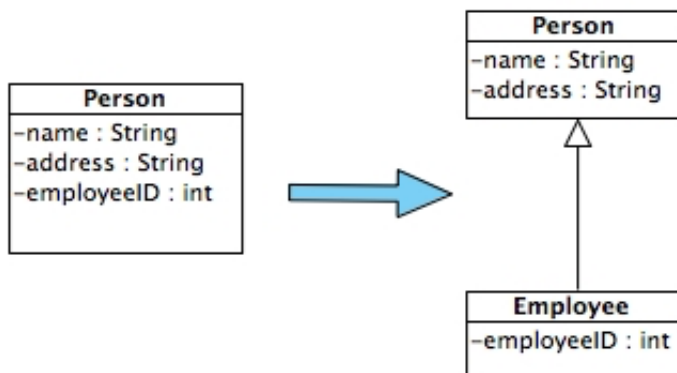 Person
-name : String
-address : String
-employeeID : int
Person
-name : String
-address : String
Employee
-employeeID : int